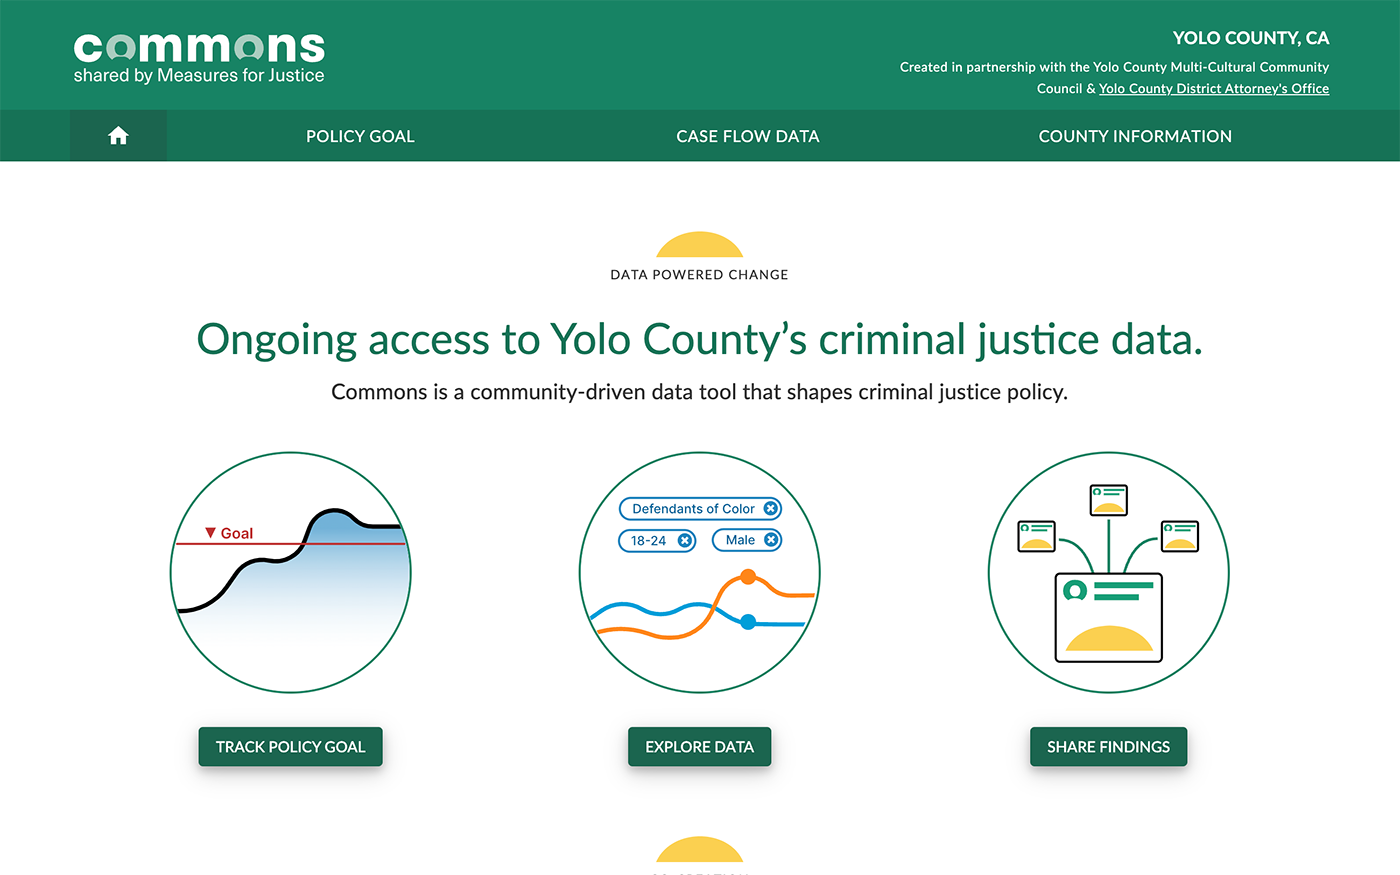 commons
shared by Measures for Justice
YOLO COUNTY, CA
Created in partnership with the Yolo County Multi-Cultural Community
Council & Yolo County District Attorney's Office
POLICY GOAL
CASE FLOW DATA
COUNTY INFORMATION
DATA POWERED CHANGE
Ongoing access to Yolo County’s criminal justice data.
Commons is a community-driven data tool that shapes criminal justice policy.
Goal
Defendants of Color
18-24
Male
TRACK POLICY GOAL
EXPLORE DATA
SHARE FINDINGS